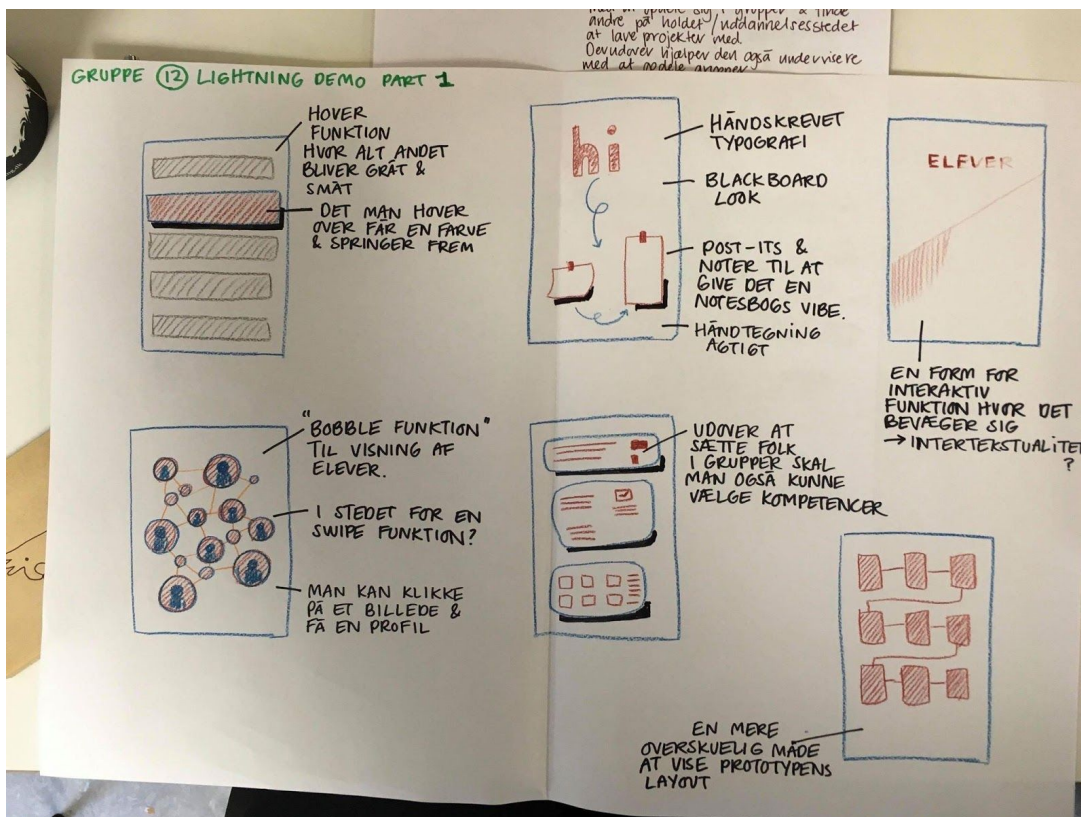 andre på holdet/uddannelsesstedet
at lave projekter med
Derudover hjælper den også undervisere
med at
GRUPPE 12 LIGHTNING DEMO PART 1
HOVER
FUNKTION
HVOR ALT ANDET
BLIVER GRÅT &
SMÅT
DET MAN HOVER
OVER FÅR EN FARVE
& SPRINGER FREM
hi
HÅNDSKREVET
TYPOGRAFI
BLACKBOARD
LOOK
POST-ITS &
NOTER TIL AT
GIVE DET EN
NOTESBOGS VIBE.
HÅNDTEGNING
AGTIGT
ELEVER
EN FORM FOR
INTERAKTIV
FUNKTION HVOR DET
BEVÆGER SIG
→ INTERTEKSTUALITET
?
"BOBBLE FUNKTION"
TIL VISNING AF
ELEVER.
I STEDET FOR EN
SWIPE FUNKTION?
MAN KAN KLIKKE
PÅ ET BILLEDE &
FÅ EN PROFIL
UDOVER AT
SÆTTE FOLK
I GRUPPER SKAL
MAN OGSÅ KUNNE
VÆLGE KOMPETENCER
EN MERE
OVERSKUELIG MÅDE
AT VISE PROTOTYPENS
LAYOUT